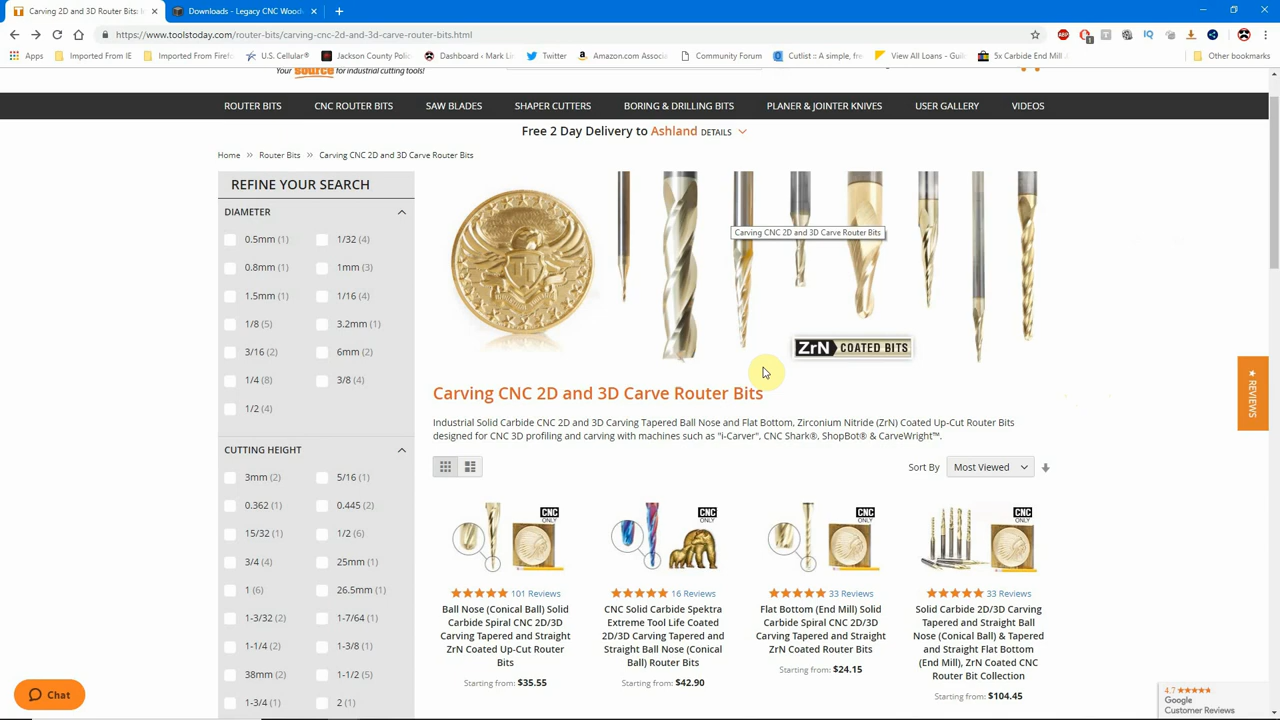 Carving 2D and 3D Router Bits: I
Downloads - Legacy CNC Wood
https://www.toolstoday.com/router-bits/carving-cnc-2d-and-3d-carve-router-bits.html
Apps
Imported From IE
Imported From Firef
U.S. Cellular®
Jackson County Polic
Dashboard ‹ Mark Li
Twitter
Amazon.com Associ
Community Forum
Cutlist :: A simple, fre
View All Loans - Guil
5x Carbide End Mill
Other bookmarks
Your source for industrial cutting tools!
ROUTER BITS
CNC ROUTER BITS
SAW BLADES
SHAPER CUTTERS
BORING & DRILLING BITS
PLANER & JOINTER KNIVES
USER GALLERY
VIDEOS
Free 2 Day Delivery to Ashland DETAILS
Home » Router Bits » Carving CNC 2D and 3D Carve Router Bits
REFINE YOUR SEARCH
DIAMETER
0.5mm (1)
1/32 (4)
0.8mm (1)
1mm (3)
1.5mm (1)
1/16 (4)
1/8 (5)
3.2mm (1)
3/16 (2)
6mm (2)
1/4 (8)
3/8 (4)
1/2 (4)
CUTTING HEIGHT
3mm (2)
5/16 (1)
0.362 (1)
0.445 (2)
15/32 (1)
1/2 (6)
3/4 (4)
25mm (1)
1 (6)
26.5mm (1)
1-3/32 (2)
1-7/64 (1)
1-1/4 (2)
1-3/8 (1)
38mm (2)
1-1/2 (5)
1-3/4 (1)
2 (1)
Carving CNC 2D and 3D Carve Router Bits
ZrN COATED BITS
Carving CNC 2D and 3D Carve Router Bits
Industrial Solid Carbide CNC 2D and 3D Carving Tapered Ball Nose and Flat Bottom, Zirconium Nitride (ZrN) Coated Up-Cut Router Bits
designed for CNC 3D profiling and carving with machines such as "i-Carver", CNC Shark®, ShopBot® & CarveWright™.
Sort By
Most Viewed
CNC
ONLY
101 Reviews
Ball Nose (Conical Ball) Solid
Carbide Spiral CNC 2D/3D
Carving Tapered and Straight
ZrN Coated Up-Cut Router
Bits
Starting from: $35.55
CNC
ONLY
16 Reviews
CNC Solid Carbide Spektra
Extreme Tool Life Coated
2D/3D Carving Tapered and
Straight Ball Nose (Conical
Ball) Router Bits
Starting from: $42.90
CNC
ONLY
33 Reviews
Flat Bottom (End Mill) Solid
Carbide Spiral CNC 2D/3D
Carving Tapered and Straight
ZrN Coated Router Bits
Starting from: $24.15
CNC
ONLY
33 Reviews
Solid Carbide 2D/3D Carving
Tapered and Straight Ball
Nose (Conical Ball) & Tapered
and Straight Flat Bottom
(End Mill), ZrN Coated CNC
Router Bit Collection
Starting from: $104.45
★ REVIEWS
Chat
4.7
Google
Customer Reviews